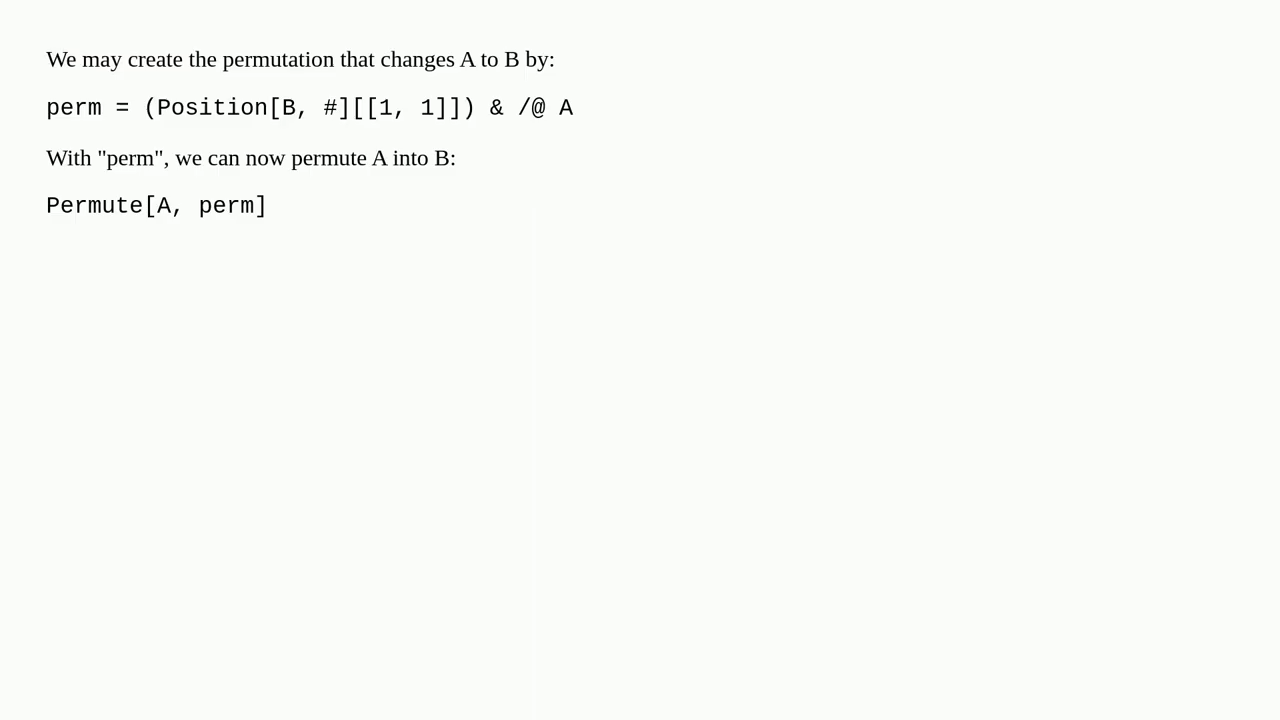 We may create the permutation that changes A to B by:
perm = (Position[B, #][[1, 1]]) & /@ A
With "perm", we can now permute A into B:
Permute[A, perm]